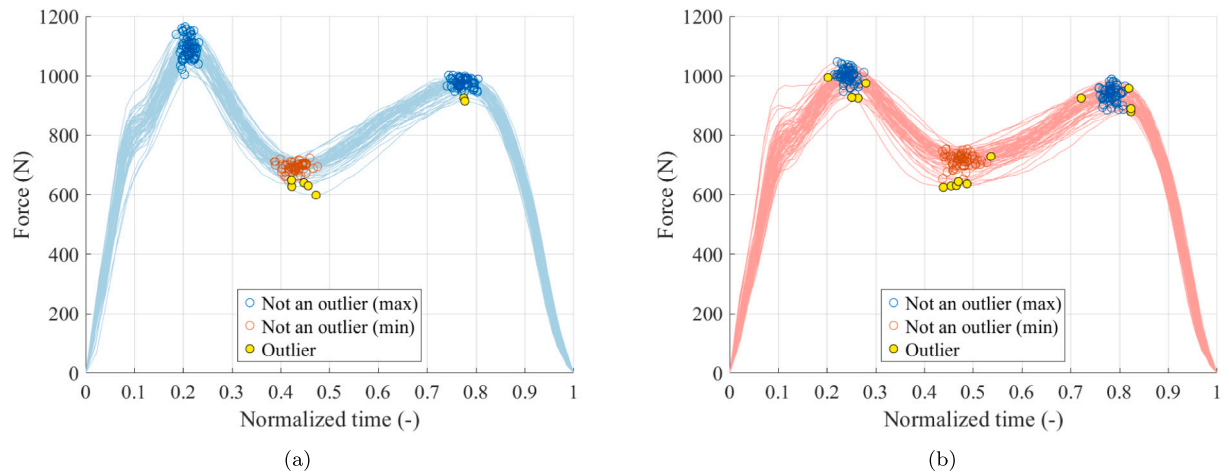 1200
1000
800
600
400
200
0
Force (N)
Not an outlier (max)
Not an outlier (min)
Outlier
0 0.1 0.2 0.3 0.4 0.5 0.6 0.7 0.8 0.9 1
Normalized time (-)
(a)
1200
1000
800
600
400
200
0
Force (N)
Not an outlier (max)
Not an outlier (min)
Outlier
0 0.1 0.2 0.3 0.4 0.5 0.6 0.7 0.8 0.9 1
Normalized time (-)
(b)